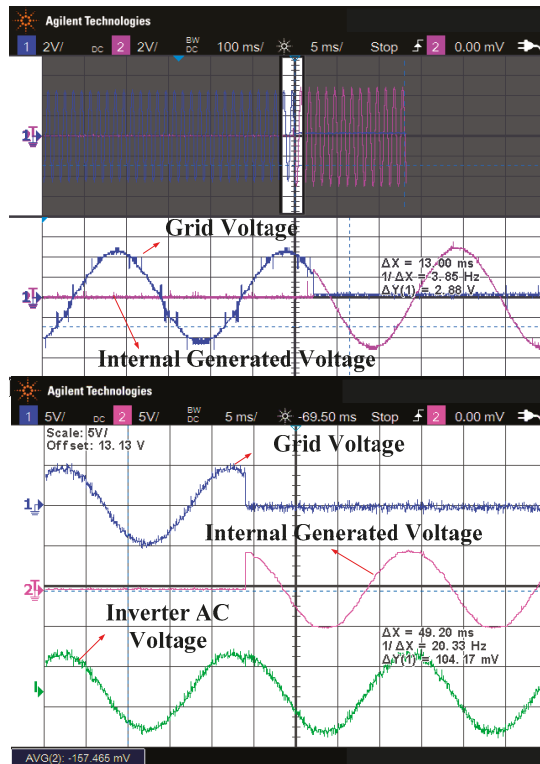 Agilent Technologies
1 2V/ DC 2 2V/ BW DC 100 ms/ 5 ms/ Stop 2 0.00 mV
Grid Voltage
ΔX = 13.00 ms
1/ ΔX = 3.85 Hz
ΔY(1) = 2.88 V
Internal Generated Voltage
Agilent Technologies
1 5V/ DC 2 5V/ BW DC 5 ms/ -69.50 ms Stop 2 0.00 mV
Scale: 5V/
Offset: 13.13 V
Grid Voltage
1
Internal Generated Voltage
2
Inverter AC
Voltage
ΔX = 49.20 ms
1/ ΔX = 20.33 Hz
ΔY(1) = 104.17 mV
AVG(2): -157.465 mV